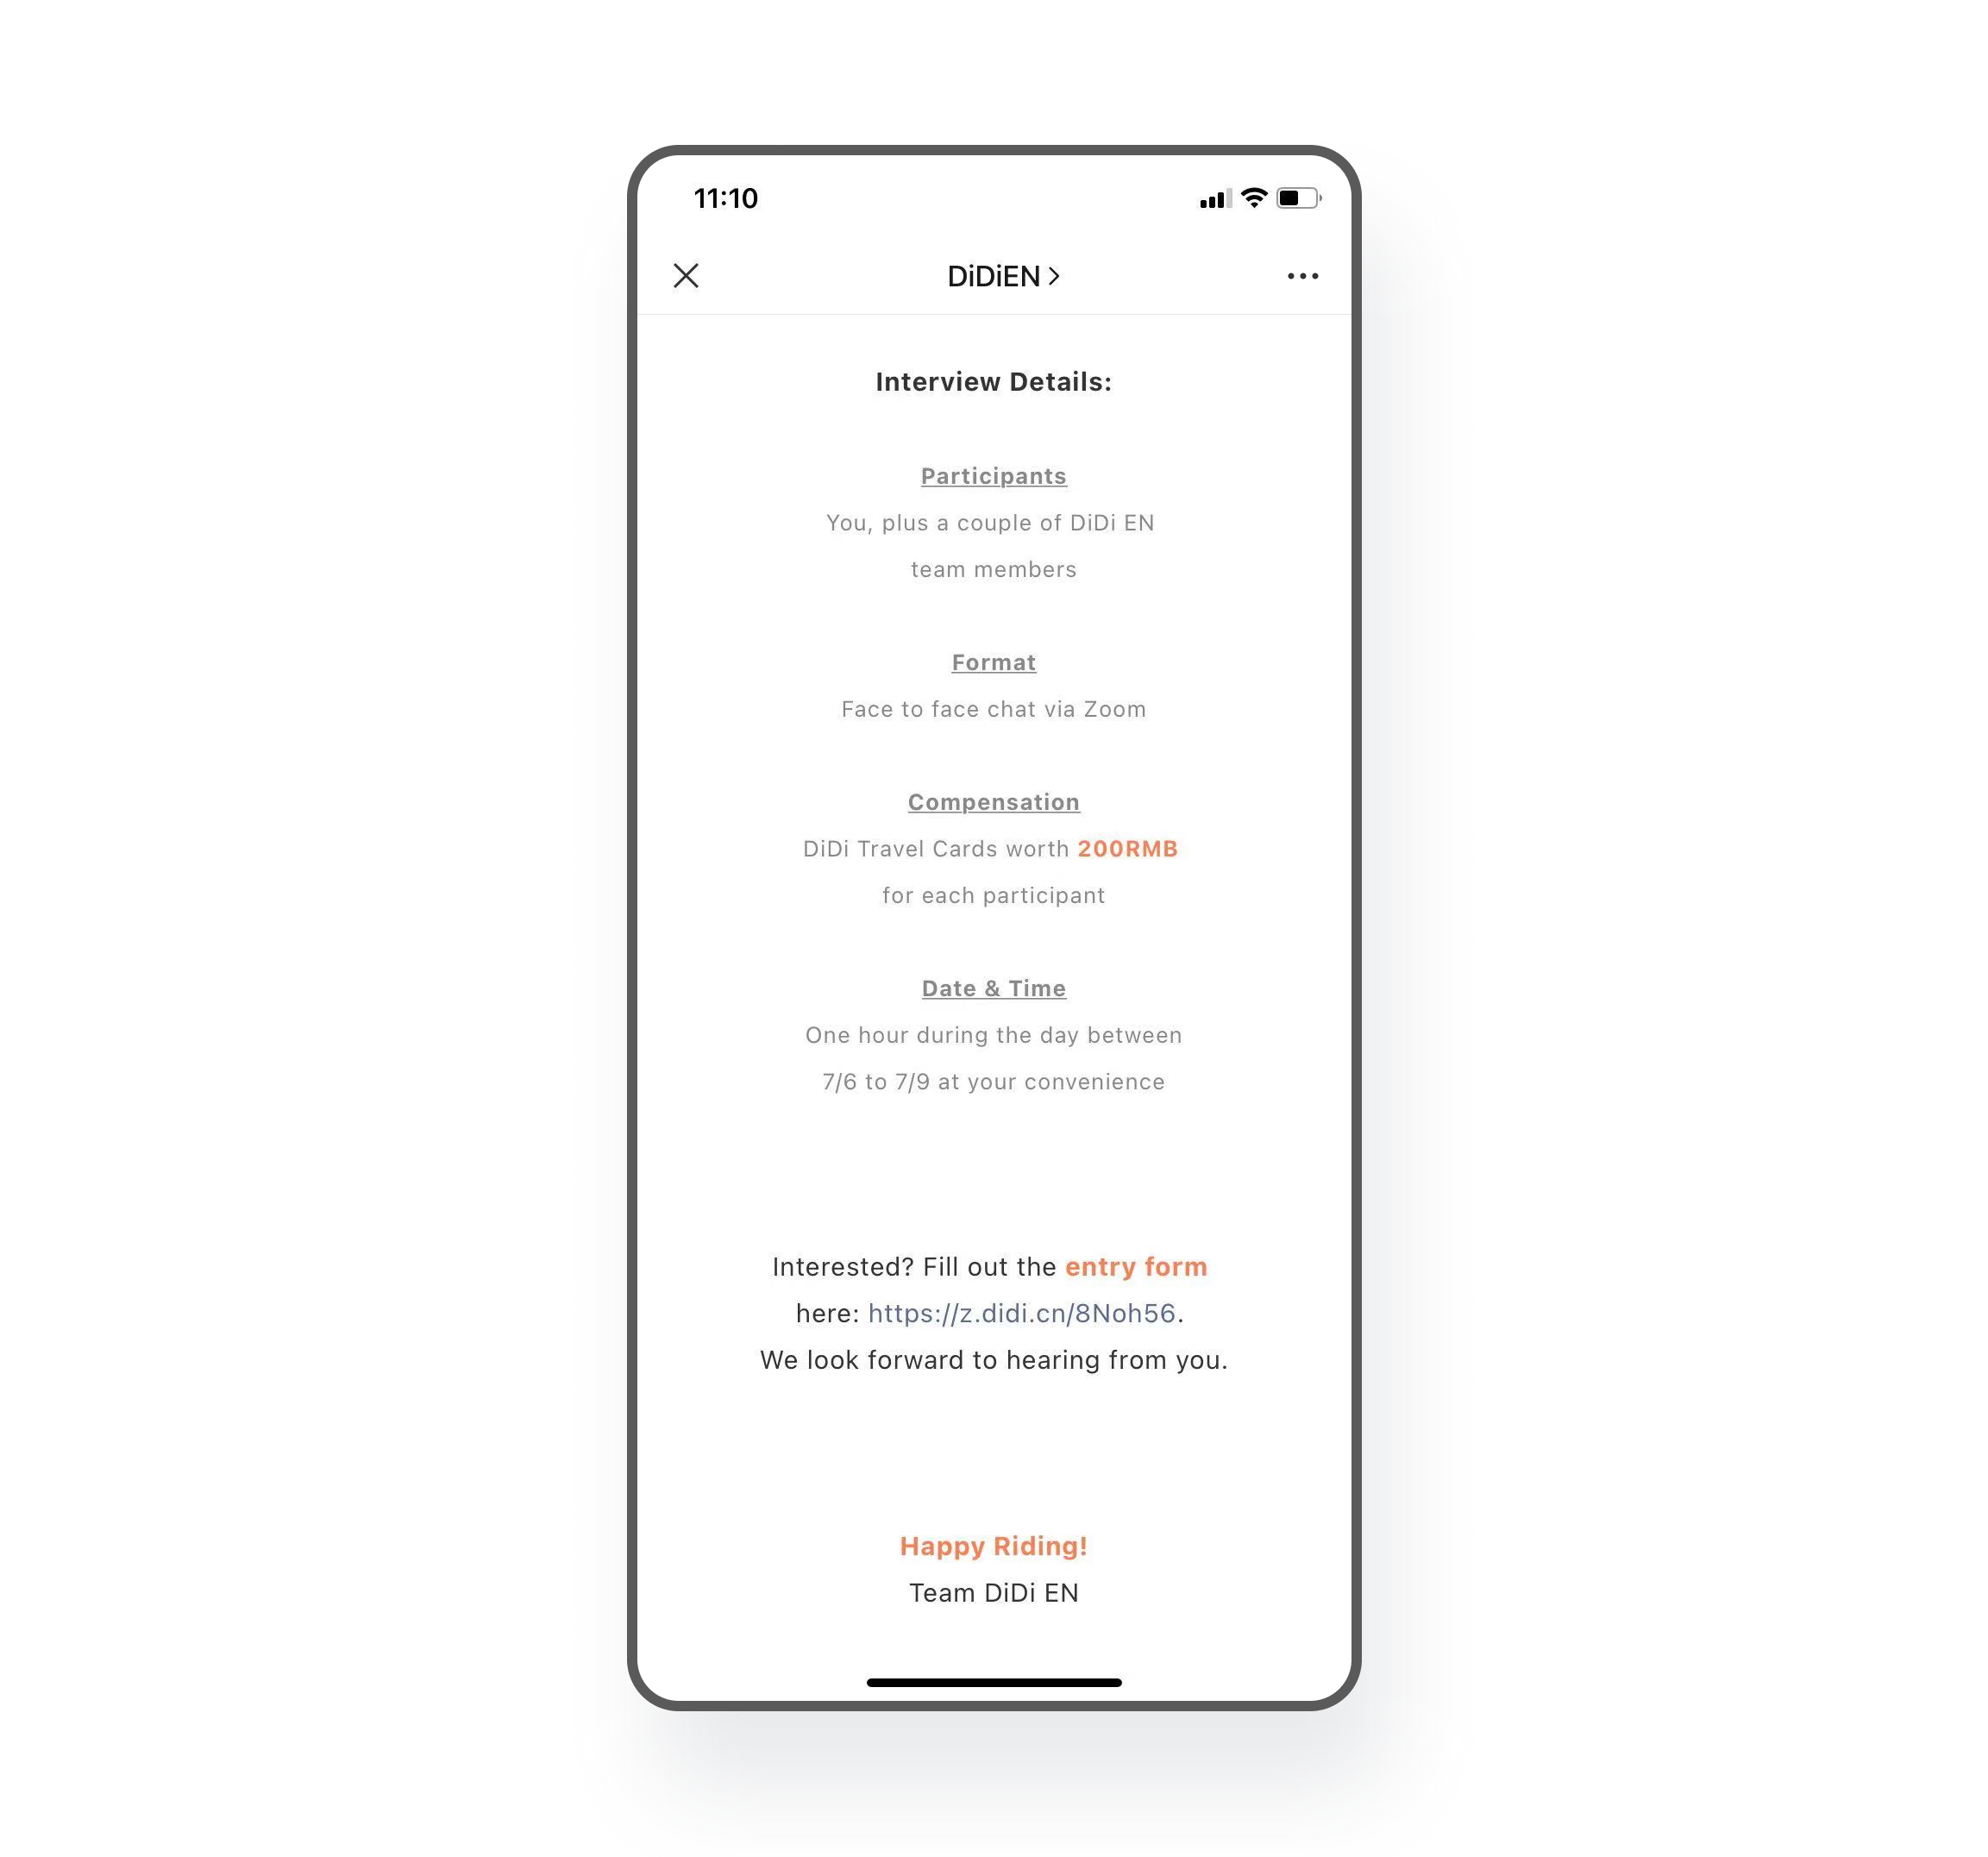 11:10
DiDiEN
Interview Details:
Participants
You, plus a couple of DiDi EN
team members
Format
Face to face chat via Zoom
Compensation
DiDi Travel Cards worth 200RMB
for each participant
Date & Time
One hour during the day between
7/6 to 7/9 at your convenience
Interested? Fill out the entry form
here: https://z.didi.cn/8Noh56.
We look forward to hearing from you.
Happy Riding!
Team DiDi EN